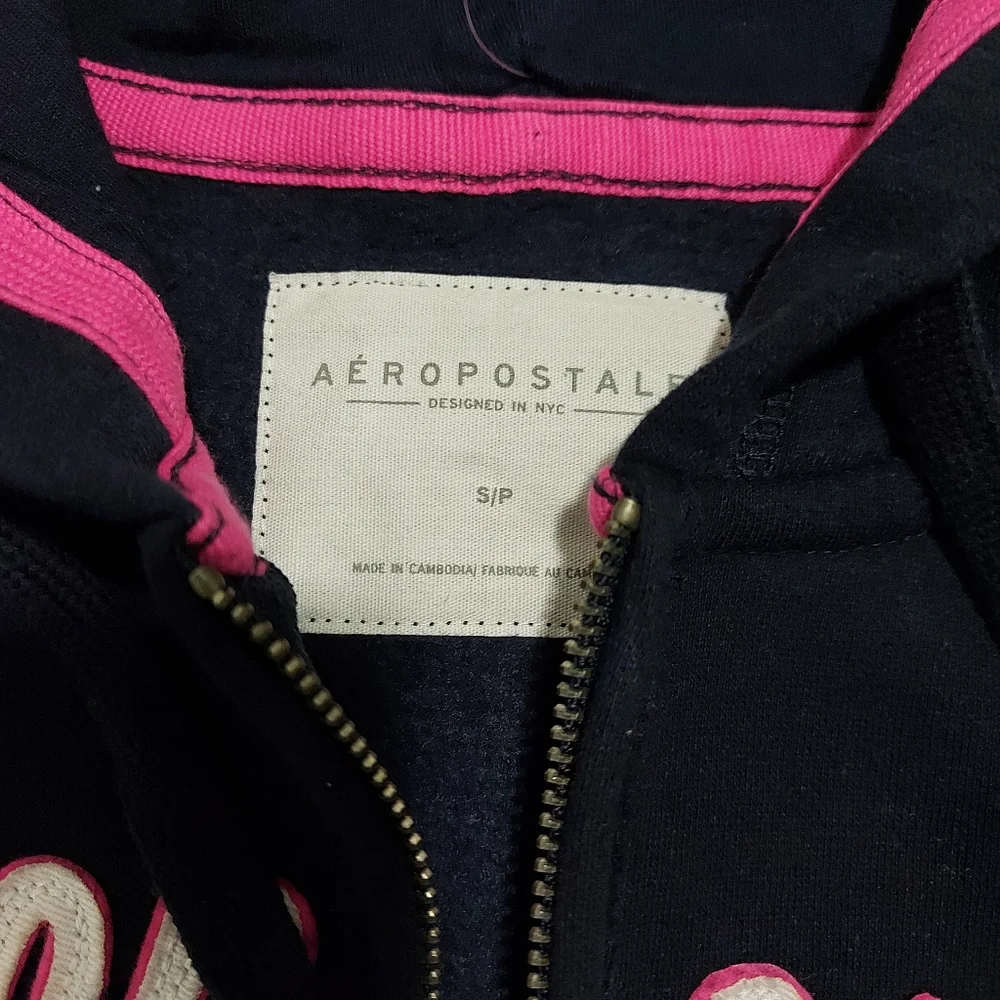 AÉROPOSTALE
DESIGNED IN NYC
S/P
MADE IN CAMBODIA/ FABRIQUE AU CAM